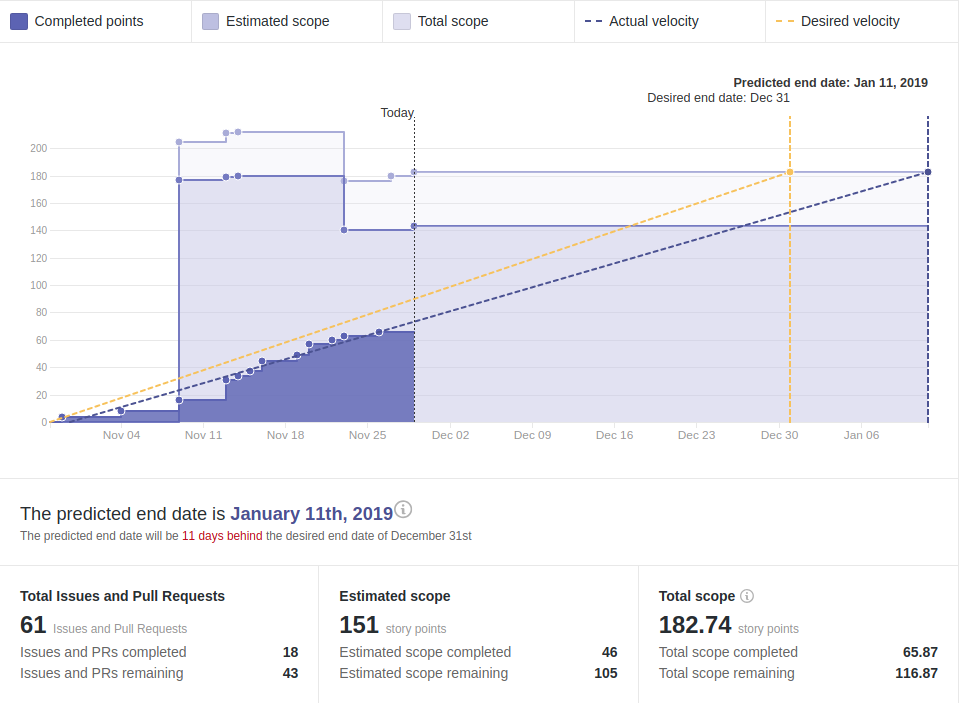 Completed points
Estimated scope
Total scope
Actual velocity
Desired velocity
Predicted end date: Jan 11, 2019
Desired end date: Dec 31
Today
200
180
160
140
120
100
80
60
40
20
0
Nov 04
Nov 11
Nov 18
Nov 25
Dec 02
Dec 09
Dec 16
Dec 23
Dec 30
Jan 06
The predicted end date is January 11th, 2019
The predicted end date will be 11 days behind the desired end date of December 31st
Total Issues and Pull Requests
61 Issues and Pull Requests
Issues and PRs completed 18
Issues and PRs remaining 43
Estimated scope
151 story points
Estimated scope completed 46
Estimated scope remaining 105
Total scope
182.74 story points
Total scope completed 65.87
Total scope remaining 116.87